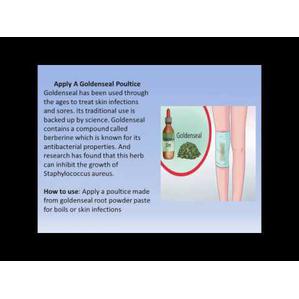 Apply A Goldenseal Poultice
Goldenseal has been used through
the ages to treat skin infections
and sores. Its traditional use is
backed up by science. Goldenseal
contains a compound called
berberine which is known for its
antibacterial properties. And
research has found that this herb
can inhibit the growth of
Staphylococcus aureus.
How to use: Apply a poultice made
from goldenseal root powder paste
for boils or skin infections
Goldenseal